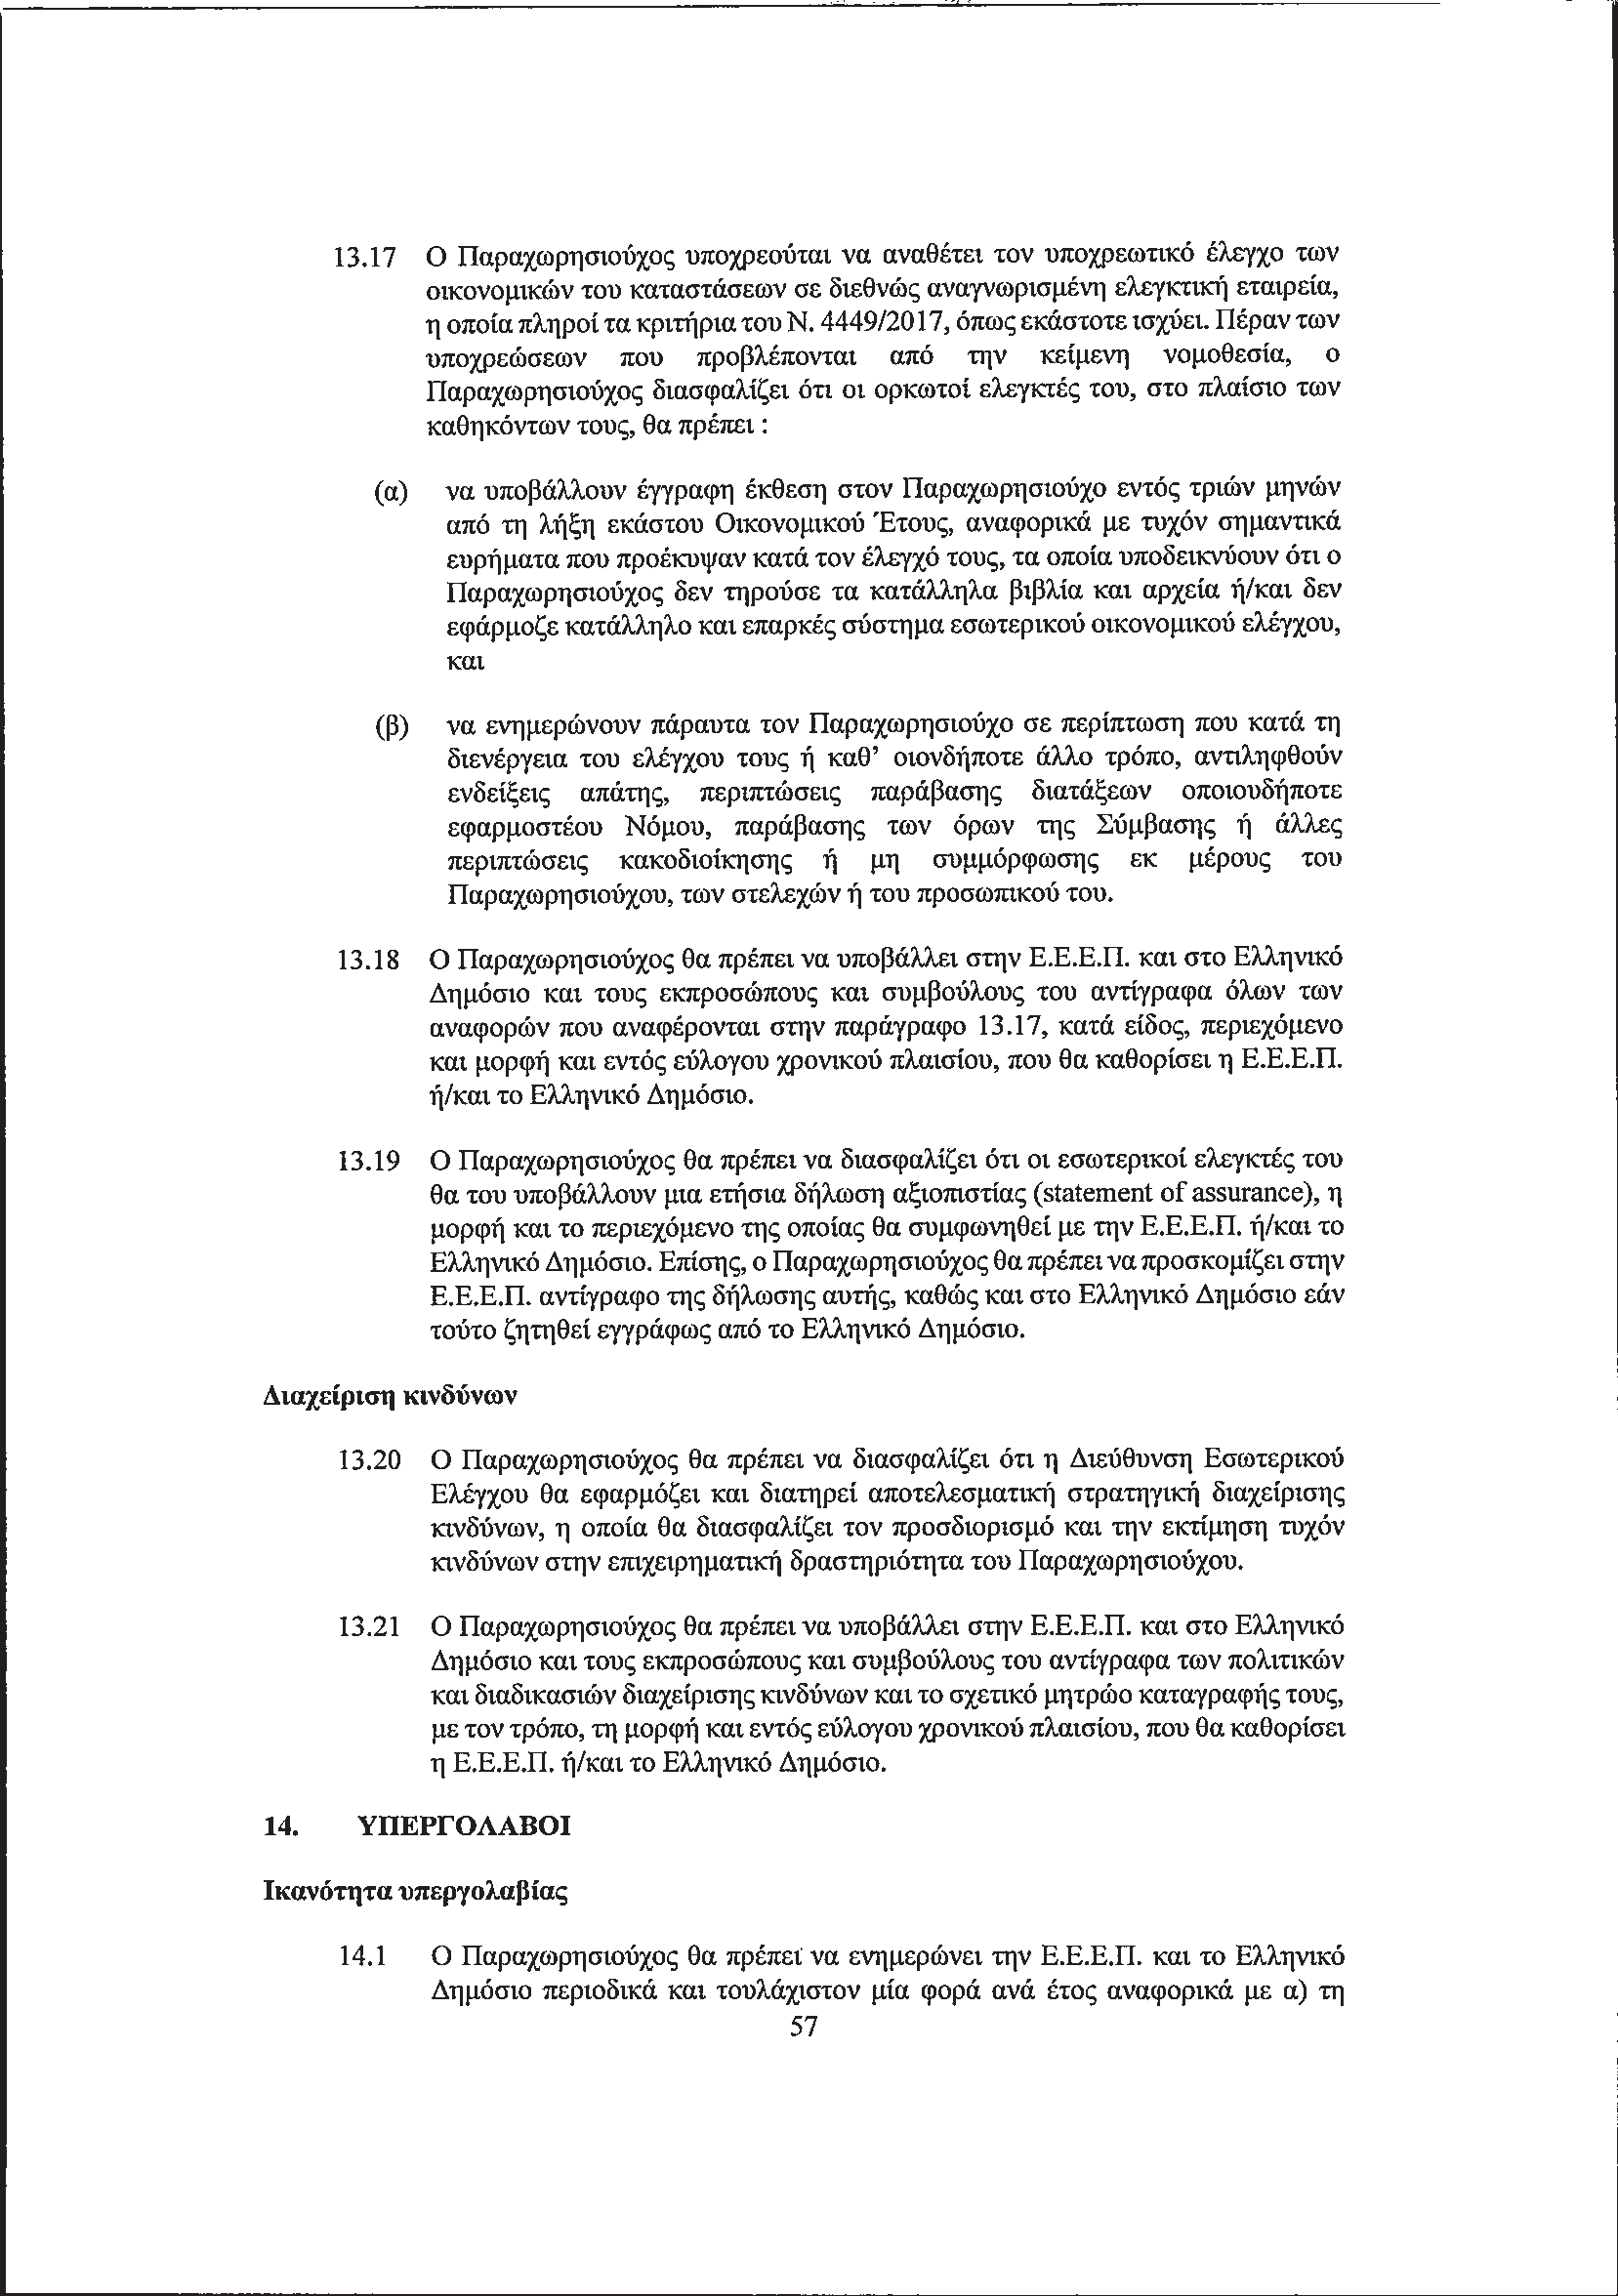 13.17 Ο Παραχωρησιούχος υποχρεούται να αναθέτει τον υποχρεωτικό έλεγχο των
οικονομικών του καταστάσεων σε διεθνώς αναγνωρισμένη ελεγκτική εταιρεία,
η οποία πληροί τα κριτήρια του Ν. 4449/2017, όπως εκάστοτε ισχύει. Πέραν των
υποχρεώσεων που προβλέπονται από την κείμενη νομοθεσία, ο
Παραχωρησιούχος διασφαλίζει ότι οι ορκωτοί ελεγκτές του, στο πλαίσιο των
καθηκόντων τους, θα πρέπει :
(α) να υποβάλλουν έγγραφη έκθεση στον Παραχωρησιούχο εντός τριών μηνών
από τη λήξη εκάστου Οικονομικού Έτους, αναφορικά με τυχόν σημαντικά
ευρήματα που προέκυψαν κατά τον έλεγχό τους, τα οποία υποδεικνύουν ότι ο
Παραχωρησιούχος δεν τηρούσε τα κατάλληλα βιβλία και αρχεία ή/και δεν
εφάρμοζε κατάλληλο και επαρκές σύστημα εσωτερικού οικονομικού ελέγχου,
και
(β) να ενημερώνουν πάραυτα τον Παραχωρησιούχο σε περίπτωση που κατά τη
διενέργεια του ελέγχου τους ή καθ’ οιονδήποτε άλλο τρόπο, αντιληφθούν
ενδείξεις απάτης, περιπτώσεις παράβασης διατάξεων οποιουδήποτε
εφαρμοστέου Νόμου, παράβασης των όρων της Σύμβασης ή άλλες
περιπτώσεις κακοδιοίκησης ή μη συμμόρφωσης εκ μέρους του
Παραχωρησιούχου, των στελεχών ή του προσωπικού του.
13.18 Ο Παραχωρησιούχος θα πρέπει να υποβάλλει στην Ε.Ε.Ε.Π. και στο Ελληνικό
Δημόσιο και τους εκπροσώπους και συμβούλους του αντίγραφα όλων των
αναφορών που αναφέρονται στην παράγραφο 13.17, κατά είδος, περιεχόμενο
και μορφή και εντός εύλογου χρονικού πλαισίου, που θα καθορίσει η Ε.Ε.Ε.Π.
ή/και το Ελληνικό Δημόσιο.
13.19 Ο Παραχωρησιούχος θα πρέπει να διασφαλίζει ότι οι εσωτερικοί ελεγκτές του
θα του υποβάλλουν μια ετήσια δήλωση αξιοπιστίας (statement of assurance), η
μορφή και το περιεχόμενο της οποίας θα συμφωνηθεί με την Ε.Ε.Ε.Π. ή/και το
Ελληνικό Δημόσιο. Επίσης, ο Παραχωρησιούχος θα πρέπει να προσκομίζει στην
Ε.Ε.Ε.Π. αντίγραφο της δήλωσης αυτής, καθώς και στο Ελληνικό Δημόσιο εάν
τούτο ζητηθεί εγγράφως από το Ελληνικό Δημόσιο.
Διαχείριση κινδύνων
13.20 Ο Παραχωρησιούχος θα πρέπει να διασφαλίζει ότι η Διεύθυνση Εσωτερικού
Ελέγχου θα εφαρμόζει και διατηρεί αποτελεσματική στρατηγική διαχείρισης
κινδύνων, η οποία θα διασφαλίζει τον προσδιορισμό και την εκτίμηση τυχόν
κινδύνων στην επιχειρηματική δραστηριότητα του Παραχωρησιούχου.
13.21 Ο Παραχωρησιούχος θα πρέπει να υποβάλλει στην Ε.Ε.Ε.Π. και στο Ελληνικό
Δημόσιο και τους εκπροσώπους και συμβούλους του αντίγραφα των πολιτικών
και διαδικασιών διαχείρισης κινδύνων και το σχετικό μητρώο καταγραφής τους,
με τον τρόπο, τη μορφή και εντός εύλογου χρονικού πλαισίου, που θα καθορίσει
η Ε.Ε.Ε.Π. ή/και το Ελληνικό Δημόσιο.
14. ΥΠΕΡΓΟΛΑΒΟΙ
Ικανότητα υπεργολαβίας
14.1 Ο Παραχωρησιούχος θα πρέπει να ενημερώνει την Ε.Ε.Ε.Π. και το Ελληνικό
Δημόσιο περιοδικά και τουλάχιστον μία φορά ανά έτος αναφορικά με α) τη
57